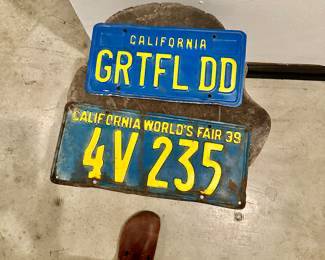 CALIFORNIA
GRTFL DD
CALIFORNIA WORLD'S FAIR 39
4V 235